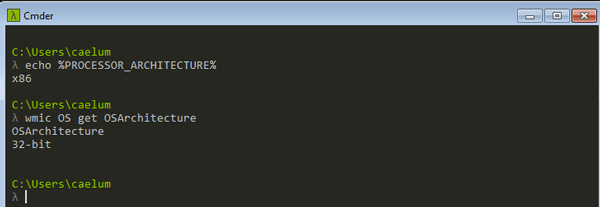 λ Cmder
C:\Users\caelum
λ echo %PROCESSOR_ARCHITECTURE%
x86
C:\Users\caelum
λ wmic OS get OSArchitecture
OSArchitecture
32-bit
C:\Users\caelum
λ